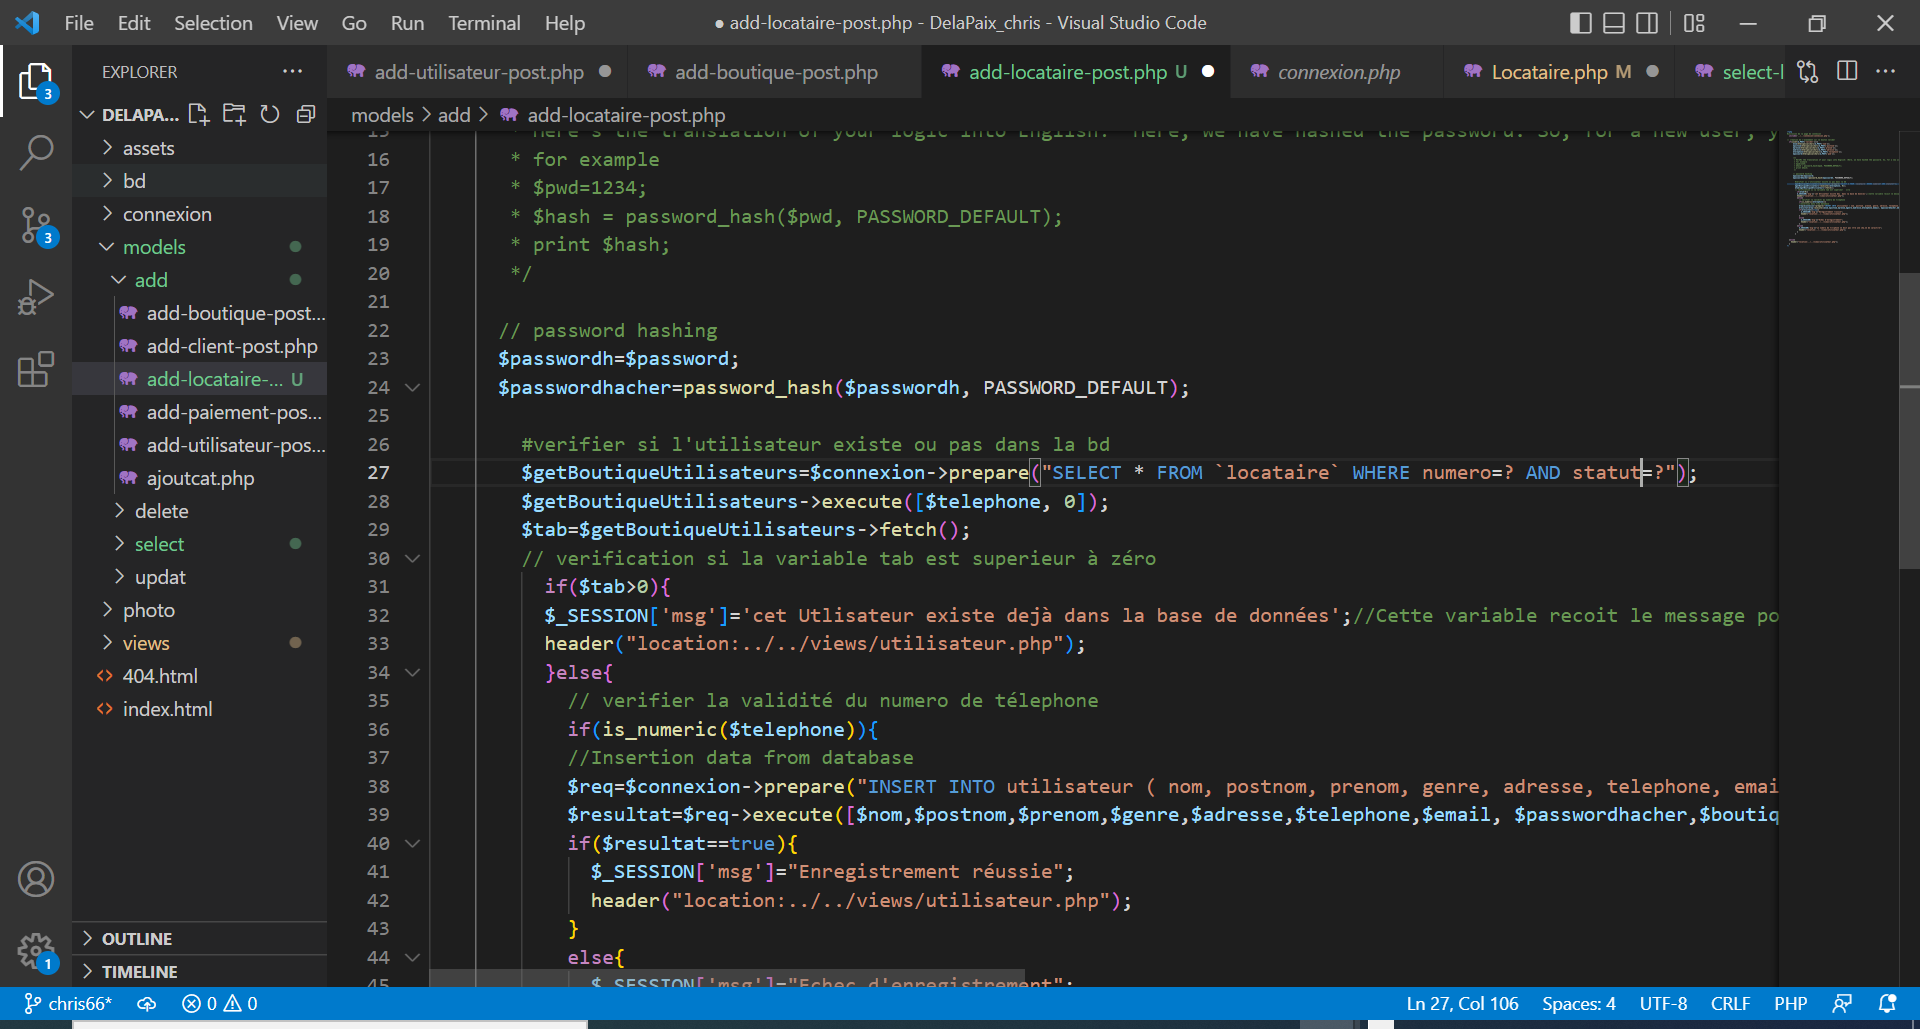 File Edit Selection View Go Run Terminal Help
● add-locataire-post.php - DelaPaix_chris - Visual Studio Code
EXPLORER ···
add-utilisateur-post.php ●
add-boutique-post.php
add-locataire-post.php U ●
connexion.php
Locataire.php M ●
select-l
3
DELAPA...
models > add > add-locataire-post.php
assets
bd
connexion
models
add
add-boutique-post...
add-client-post.php
add-locataire-... U
add-paiement-pos...
add-utilisateur-pos...
ajoutcat.php
delete
select
updat
photo
views
<> 404.html
<> index.html
3
OUTLINE
TIMELINE
1
15 * Here's the translation of your logic into English: "Here, we have hashed the password. So, for a new user, y
16 * for example
17 * $pwd=1234;
18 * $hash = password_hash($pwd, PASSWORD_DEFAULT);
19 * print $hash;
20 */
21
22 // password hashing
23 $passwordh=$password;
24 $passwordhacher=password_hash($passwordh, PASSWORD_DEFAULT);
25
26 #verifier si l'utilisateur existe ou pas dans la bd
27 $getBoutiqueUtilisateurs=$connexion->prepare("SELECT * FROM `locataire` WHERE numero=? AND statut=?");
28 $getBoutiqueUtilisateurs->execute([$telephone, 0]);
29 $tab=$getBoutiqueUtilisateurs->fetch();
30 // verification si la variable tab est superieur à zéro
31 if($tab>0){
32 $_SESSION['msg']='cet Utlisateur existe dejà dans la base de données';//Cette variable recoit le message po
33 header("location:../../views/utilisateur.php");
34 }else{
35 // verifier la validité du numero de télephone
36 if(is_numeric($telephone)){
37 //Insertion data from database
38 $req=$connexion->prepare("INSERT INTO utilisateur ( nom, postnom, prenom, genre, adresse, telephone, emai
39 $resultat=$req->execute([$nom,$postnom,$prenom,$genre,$adresse,$telephone,$email, $passwordhacher,$boutiq
40 if($resultat==true){
41 $_SESSION['msg']="Enregistrement réussie";
42 header("location:../../views/utilisateur.php");
43 }
44 else{
45 $_SESSION['msg']="Echec d'enregistrement";
chris66* 0 0
Ln 27, Col 106 Spaces: 4 UTF-8 CRLF PHP